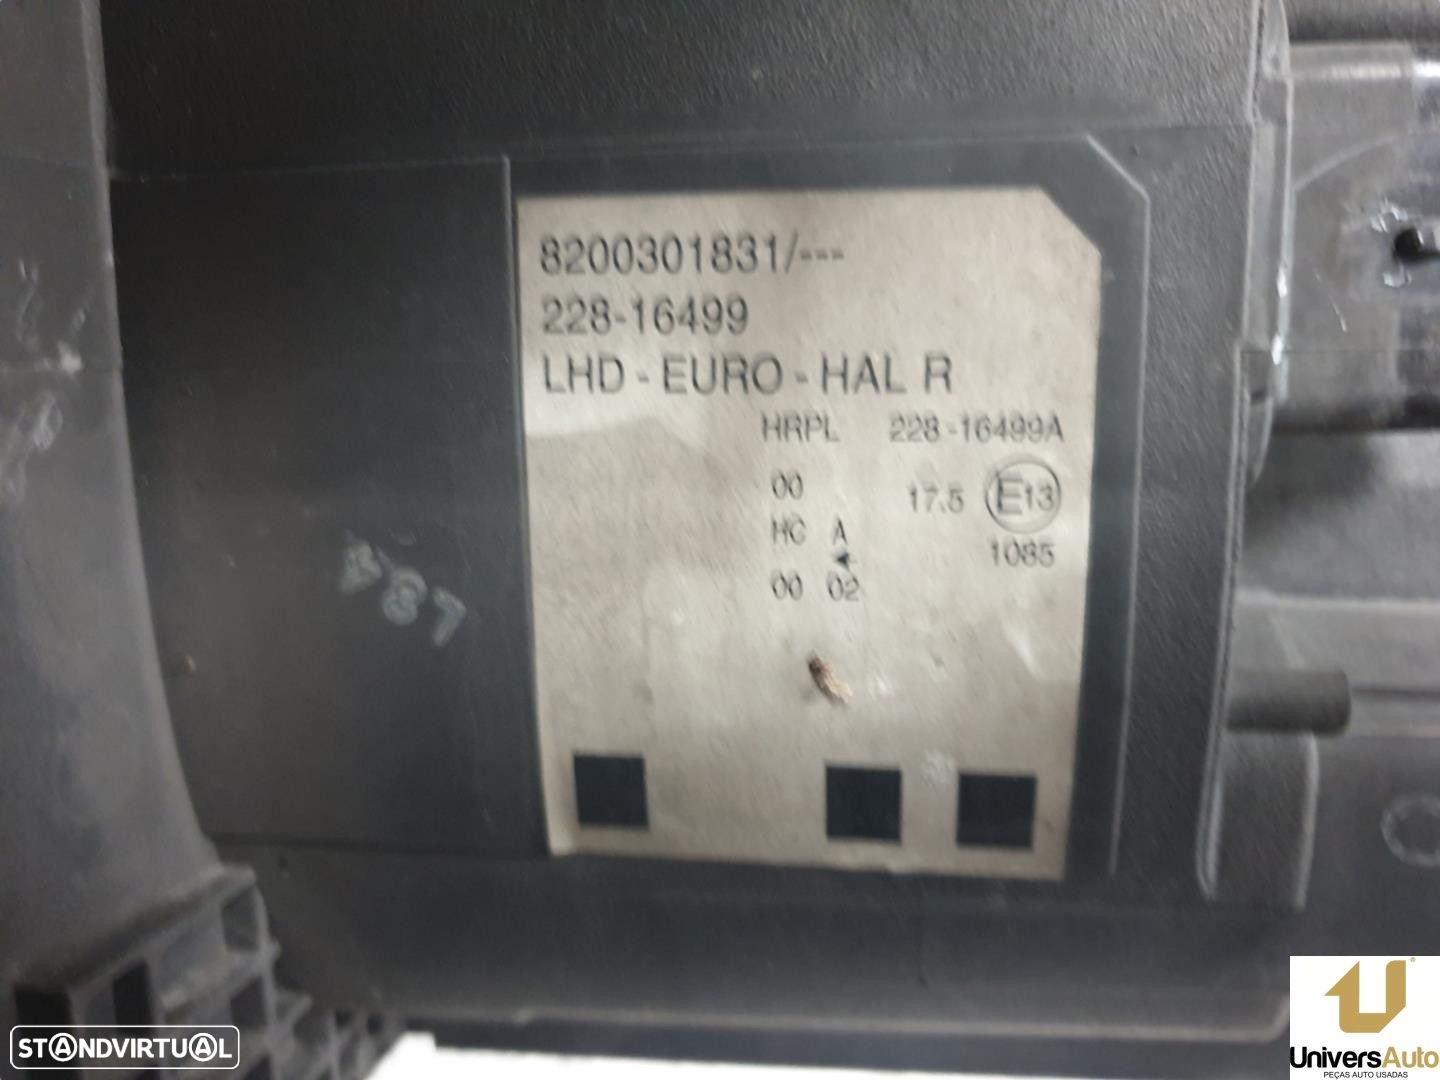 8200301831/---
228-16499
LHD - EURO - HAL R
HRPL 228-16499A
00 17.5 E13
HC A 1085
00 02
STANDVIRTUAL
UniversAuto
PEÇAS AUTO USADAS